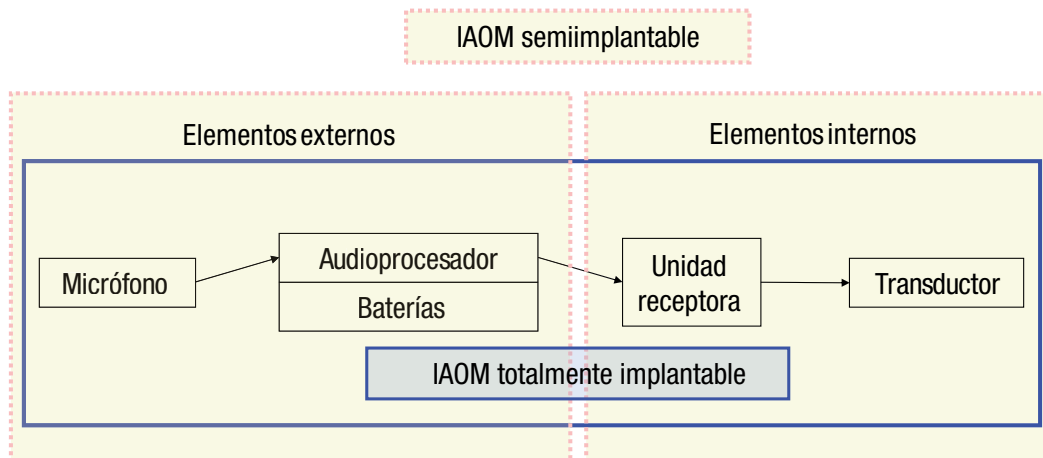 IAOM semiimplantable
Elementos externos
Elementos internos
Micrófono
Audioprocesador
Baterías
Unidad
receptora
Transductor
IAOM totalmente implantable